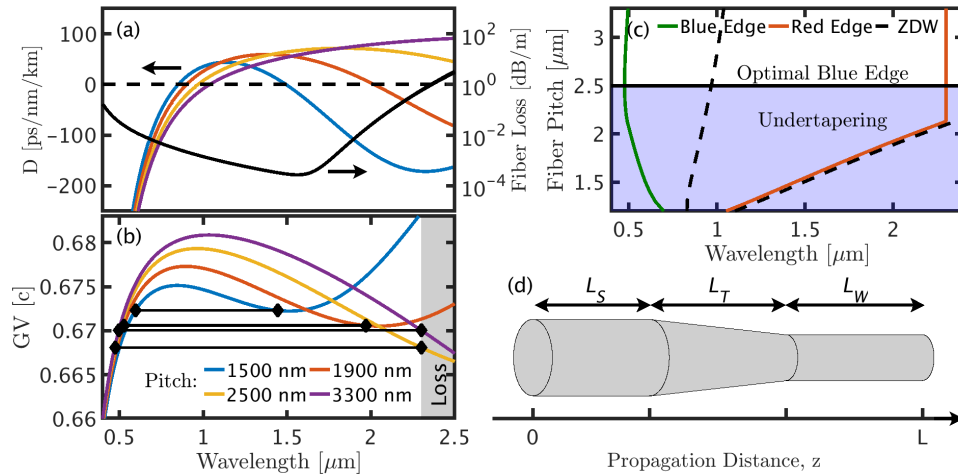 (a)
100
0
-100
-200
D [ps/nm/km]
10²
10⁰
10⁻²
10⁻⁴
Fiber Loss [dB/m]
(b)
0.68
0.675
0.67
0.665
0.66
GV [c]
Pitch:
1500 nm
1900 nm
2500 nm
3300 nm
Loss
0.5
1
1.5
2
2.5
Wavelength [μm]
(c)
Blue Edge
Red Edge
ZDW
3
2.5
2
1.5
Fiber Pitch [μm]
Optimal Blue Edge
Undertapering
0.5
1
1.5
2
Wavelength [μm]
(d)
L_S
L_T
L_W
0
L
Propagation Distance, z